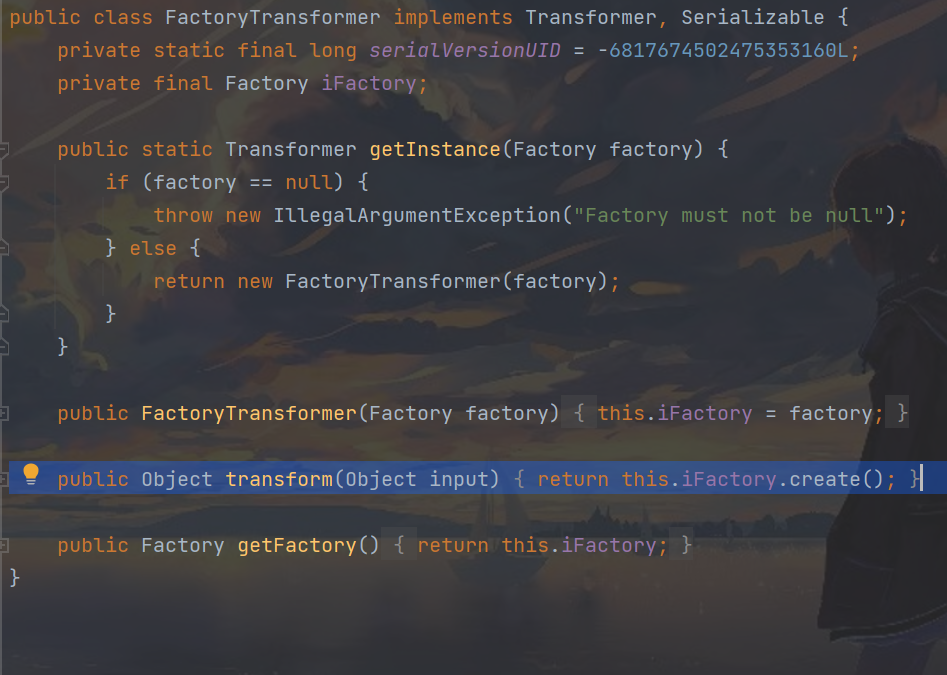 public class FactoryTransformer implements Transformer, Serializable {
private static final long serialVersionUID = -6817674502475353160L;
private final Factory iFactory;
public static Transformer getInstance(Factory factory) {
if (factory == null) {
throw new IllegalArgumentException("Factory must not be null");
} else {
return new FactoryTransformer(factory);
}
}
public FactoryTransformer(Factory factory) { this.iFactory = factory; }
public Object transform(Object input) { return this.iFactory.create(); }
public Factory getFactory() { return this.iFactory; }
}